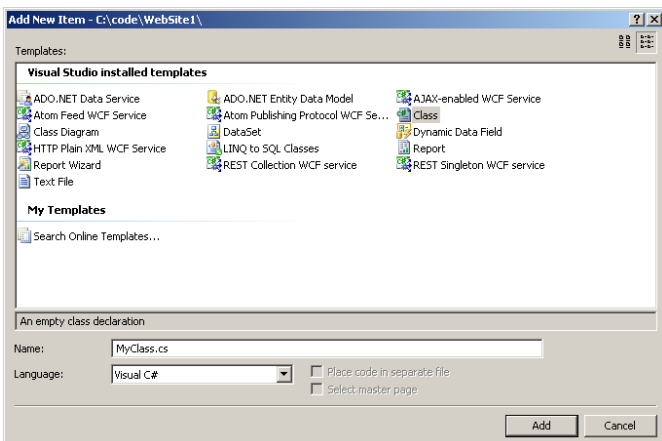 Add New Item - C:\code\WebSite1\
Templates:
Visual Studio installed templates
ADO.NET Data Service ADO.NET Entity Data Model AJAX-enabled WCF Service
Atom Feed WCF Service Atom Publishing Protocol WCF Se... Class
Class Diagram DataSet Dynamic Data Field
HTTP Plain XML WCF Service LINQ to SQL Classes Report
Report Wizard REST Collection WCF service REST Singleton WCF service
Text File
My Templates
Search Online Templates...
An empty class declaration
Name: MyClass.cs
Language: Visual C# Place code in separate file
Select master page
Add Cancel